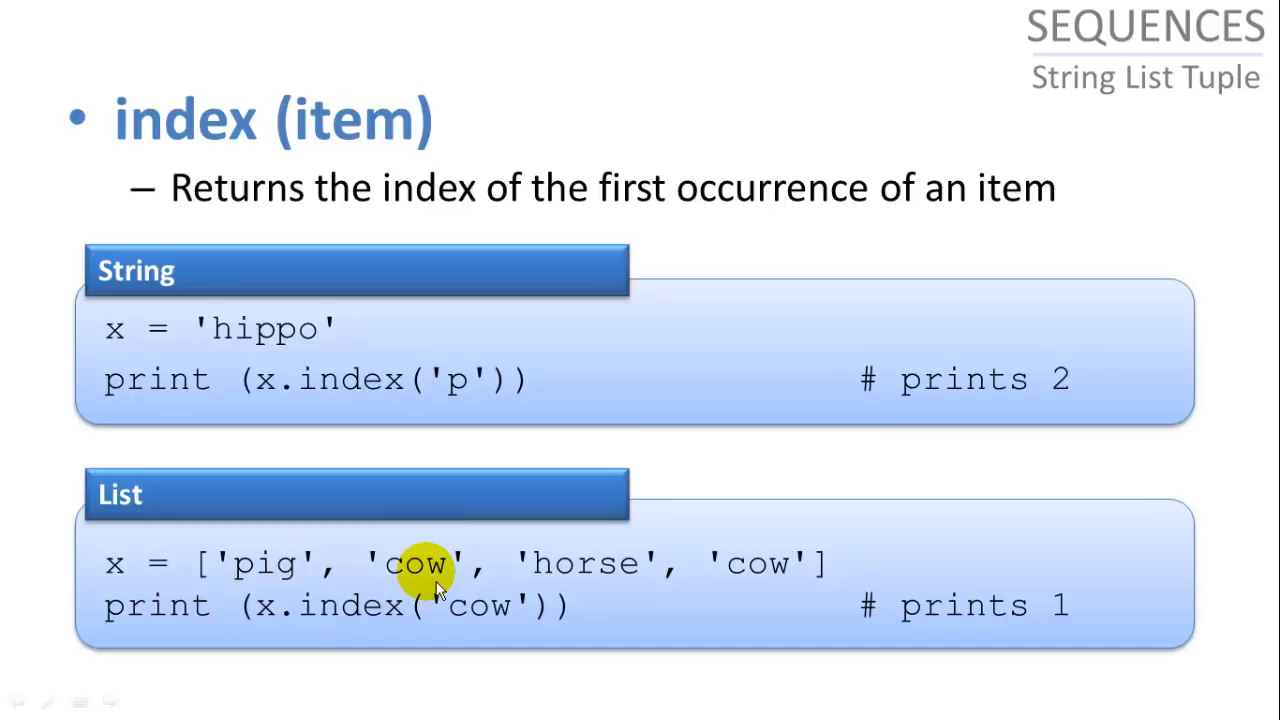 SEQUENCES
String List Tuple
• index (item)
– Returns the index of the first occurrence of an item
String
x = 'hippo'
print (x.index('p')) # prints 2
List
x = ['pig', 'cow', 'horse', 'cow']
print (x.index('cow')) # prints 1